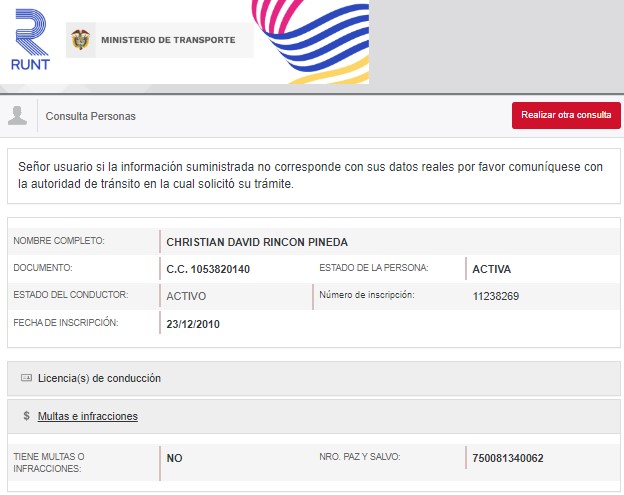 RUNT
MINISTERIO DE TRANSPORTE
Consulta Personas
Realizar otra consulta
Señor usuario si la información suministrada no corresponde con sus datos reales por favor comuníquese con
la autoridad de tránsito en la cual solicitó su trámite.
NOMBRE COMPLETO: CHRISTIAN DAVID RINCON PINEDA
DOCUMENTO: C.C. 1053820140 ESTADO DE LA PERSONA: ACTIVA
ESTADO DEL CONDUCTOR: ACTIVO Número de inscripción: 11238269
FECHA DE INSCRIPCIÓN: 23/12/2010
Licencia(s) de conducción
$ Multas e infracciones
TIENE MULTAS O
INFRACCIONES: NO NRO. PAZ Y SALVO: 750081340062